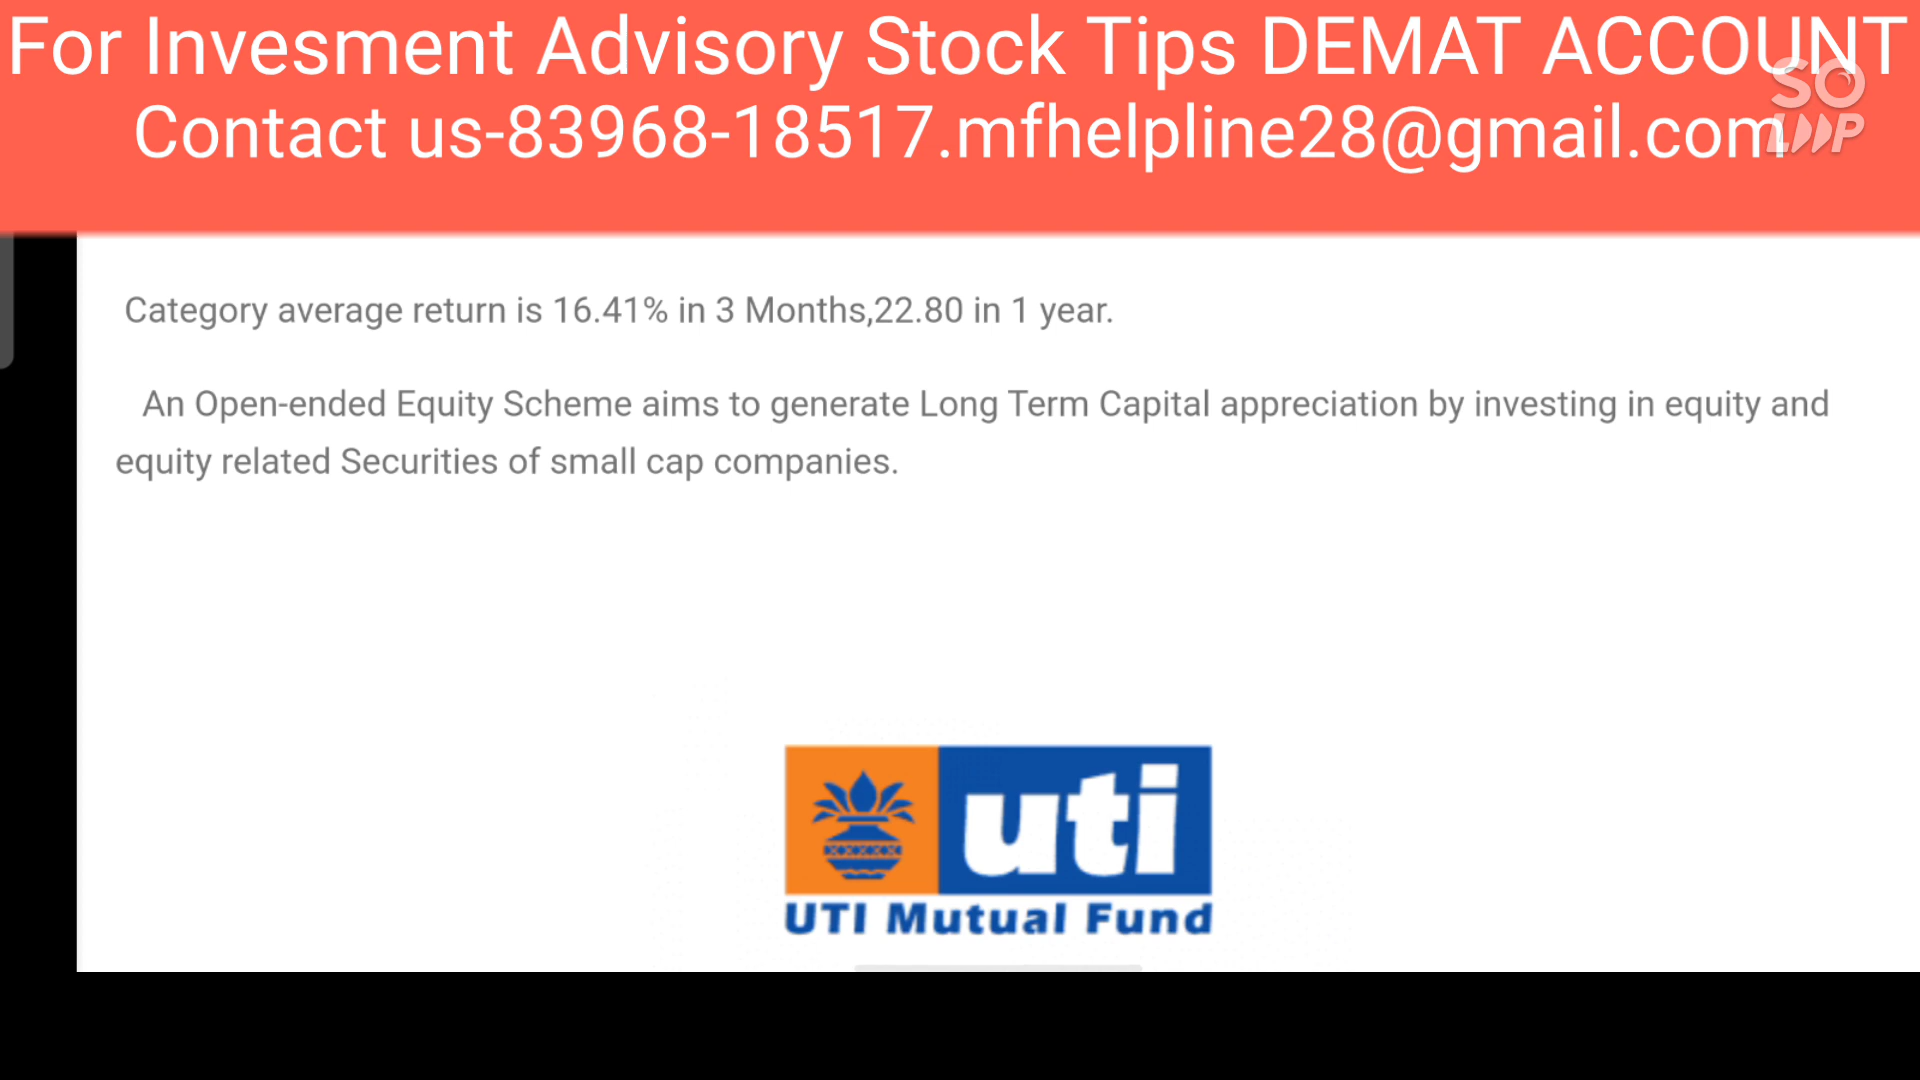 For Invesment Advisory Stock Tips DEMAT ACCOUNT
Contact us-83968-18517.mfhelpline28@gmail.com
SO
LOOP
Category average return is 16.41% in 3 Months,22.80 in 1 year.
An Open-ended Equity Scheme aims to generate Long Term Capital appreciation by investing in equity and
equity related Securities of small cap companies.
uti
UTI Mutual Fund